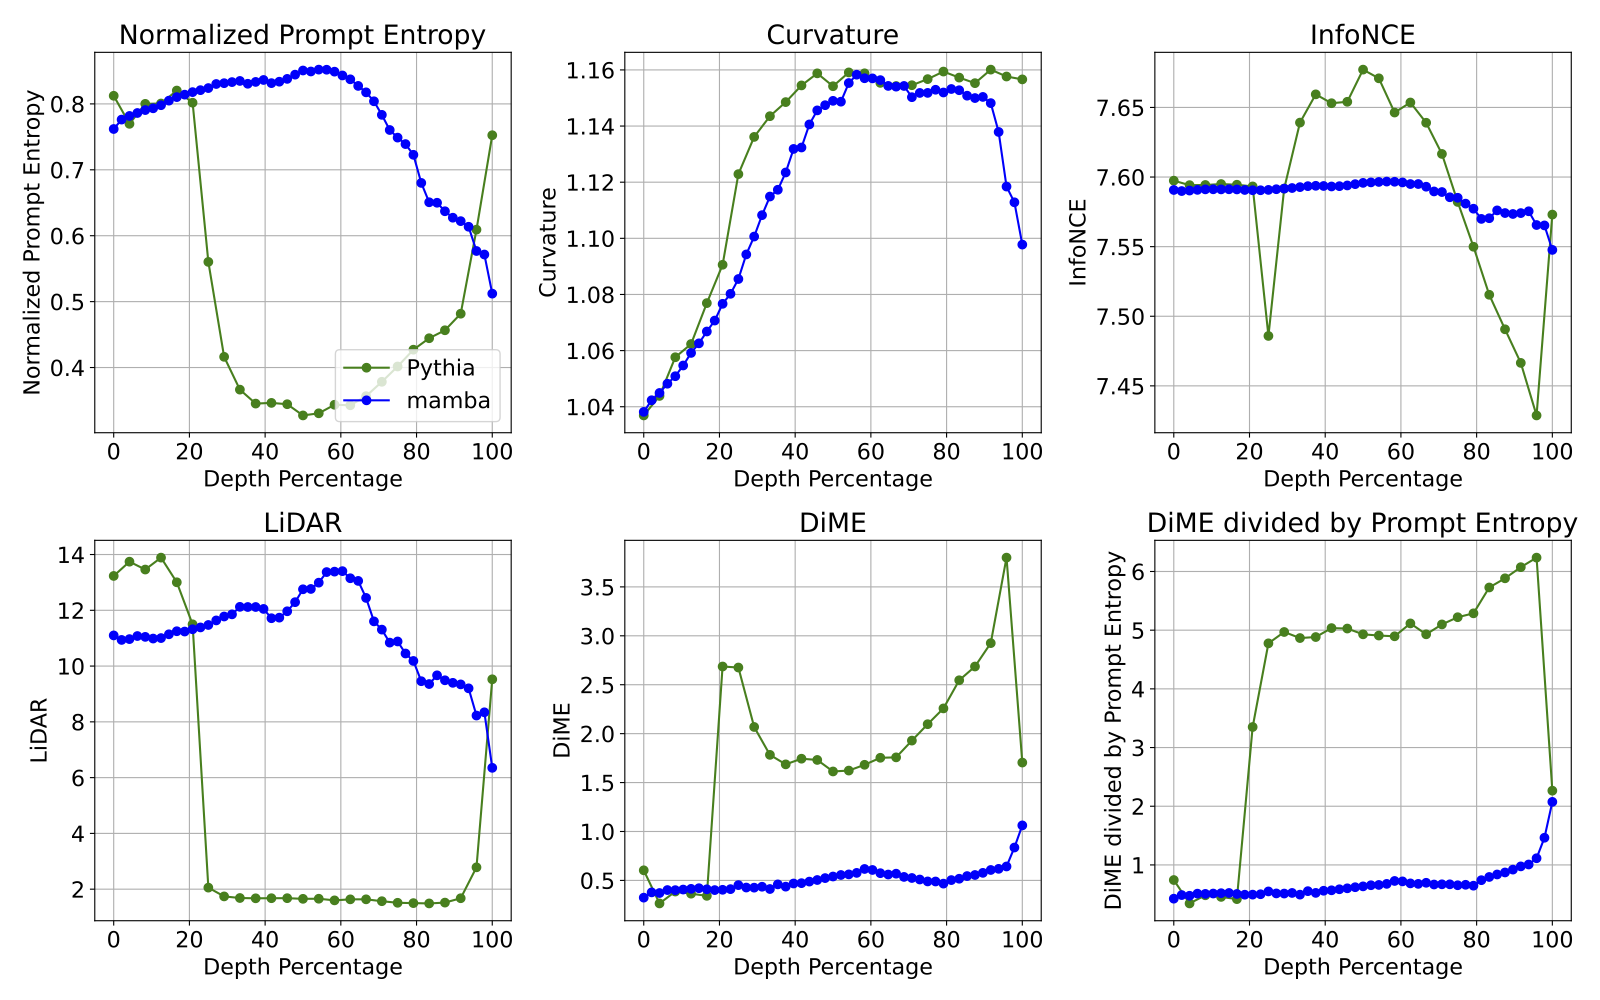 Normalized Prompt Entropy
Curvature
InfoNCE
Normalized Prompt Entropy
0.8
0.7
0.6
0.5
0.4
Pythia
mamba
0 20 40 60 80 100
Depth Percentage
Curvature
1.16
1.14
1.12
1.10
1.08
1.06
1.04
0 20 40 60 80 100
Depth Percentage
InfoNCE
7.65
7.60
7.55
7.50
7.45
0 20 40 60 80 100
Depth Percentage
LiDAR
DiME
DiME divided by Prompt Entropy
LiDAR
14
12
10
8
6
4
2
0 20 40 60 80 100
Depth Percentage
DiME
3.5
3.0
2.5
2.0
1.5
1.0
0.5
0 20 40 60 80 100
Depth Percentage
DiME divided by Prompt Entropy
6
5
4
3
2
1
0 20 40 60 80 100
Depth Percentage